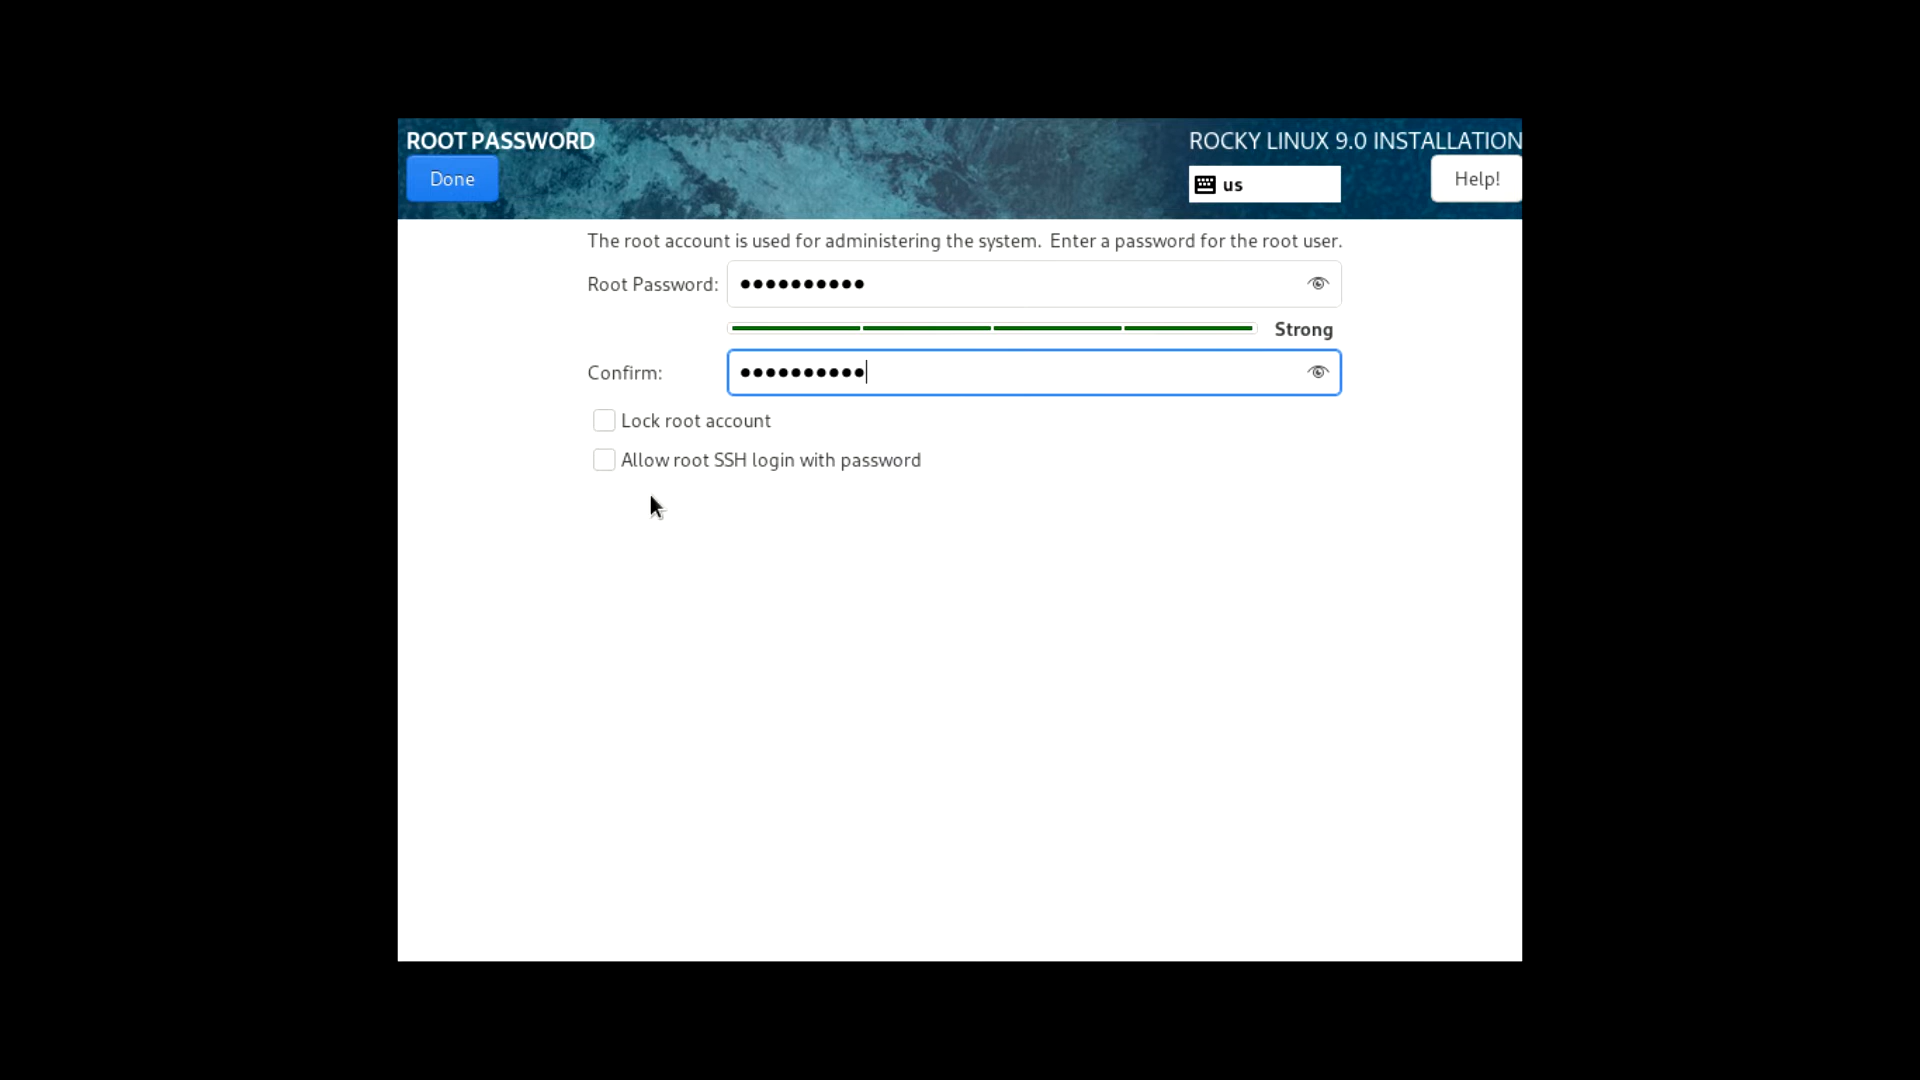 ROOT PASSWORD
ROCKY LINUX 9.0 INSTALLATION
Done
us
Help!
The root account is used for administering the system.  Enter a password for the root user.
Root Password: ●●●●●●●●●●
Strong
Confirm: ●●●●●●●●●●
Lock root account
Allow root SSH login with password